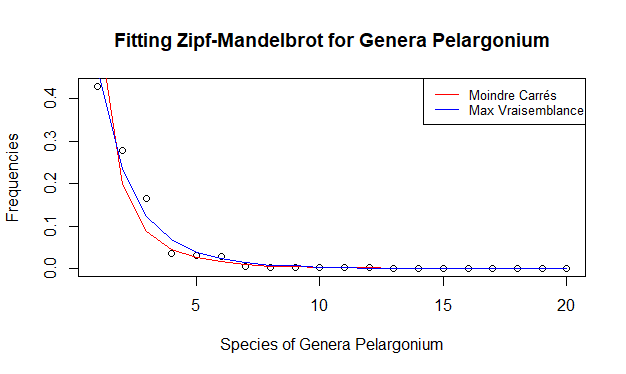 Fitting Zipf-Mandelbrot for Genera Pelargonium
Moindre Carrés
Max Vraisemblance
Frequencies
0.4
0.3
0.2
0.1
0.0
5 10 15 20
Species of Genera Pelargonium